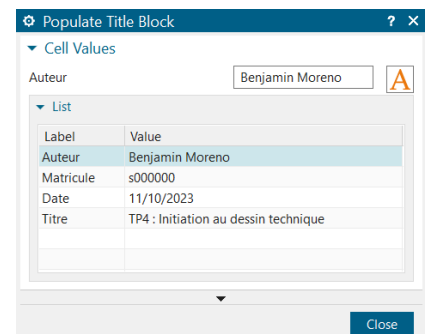 Populate Title Block ? ×
Cell Values
Auteur Benjamin Moreno A
List
Label Value
Auteur Benjamin Moreno
Matricule s000000
Date 11/10/2023
Titre TP4 : Initiation au dessin technique
Close